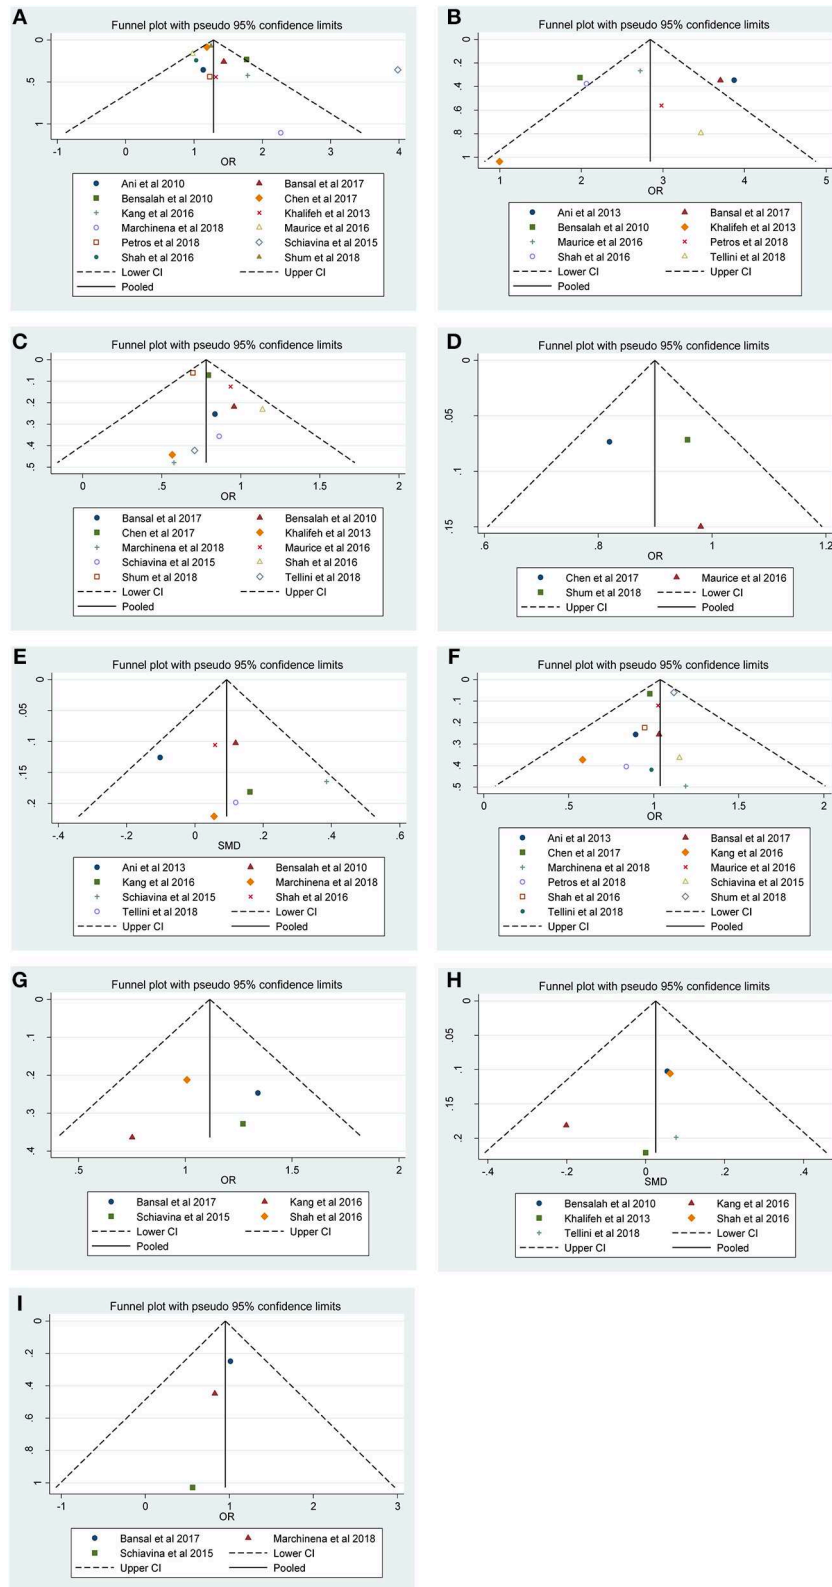 A
Funnel plot with pseudo 95% confidence limits
0
.5
1
-1 0 1 2 3 4
OR
Ani et al 2010 Bansal et al 2017
Bensalah et al 2010 Chen et al 2017
Kang et al 2016 Khalifeh et al 2013
Marchinena et al 2018 Maurice et al 2016
Petros et al 2018 Schiavina et al 2015
Shah et al 2016 Shum et al 2018
Lower CI Upper CI
Pooled
B
Funnel plot with pseudo 95% confidence limits
0
.2
.4
.6
.8
1
1 2 3 4 5
OR
Ani et al 2013 Bansal et al 2017
Bensalah et al 2010 Khalifeh et al 2013
Maurice et al 2016 Petros et al 2018
Shah et al 2016 Tellini et al 2018
Lower CI Upper CI
Pooled
C
Funnel plot with pseudo 95% confidence limits
0
.1
.2
.3
.4
.5
0 .5 1 1.5 2
OR
Bansal et al 2017 Bensalah et al 2010
Chen et al 2017 Khalifeh et al 2013
Marchinena et al 2018 Maurice et al 2016
Schiavina et al 2015 Shah et al 2016
Shum et al 2018 Tellini et al 2018
Lower CI Upper CI
Pooled
D
Funnel plot with pseudo 95% confidence limits
0
.05
.1
.15
.6 .8 1 1.2
OR
Chen et al 2017 Maurice et al 2016
Shum et al 2018 Lower CI
Upper CI Pooled
E
Funnel plot with pseudo 95% confidence limits
0
.05
.1
.15
.2
-.4 -.2 0 .2 .4 .6
SMD
Ani et al 2013 Bensalah et al 2010
Kang et al 2016 Marchinena et al 2018
Schiavina et al 2015 Shah et al 2016
Tellini et al 2018 Lower CI
Upper CI Pooled
F
Funnel plot with pseudo 95% confidence limits
0
.1
.2
.3
.4
.5
0 .5 1 1.5 2
OR
Ani et al 2013 Bansal et al 2017
Chen et al 2017 Kang et al 2016
Marchinena et al 2018 Maurice et al 2016
Petros et al 2018 Schiavina et al 2015
Shah et al 2016 Shum et al 2018
Tellini et al 2018 Lower CI
Upper CI Pooled
G
Funnel plot with pseudo 95% confidence limits
0
.1
.2
.3
.4
.5 1 1.5 2
OR
Bansal et al 2017 Kang et al 2016
Schiavina et al 2015 Shah et al 2016
Lower CI Upper CI
Pooled
H
Funnel plot with pseudo 95% confidence limits
0
.05
.1
.15
.2
-.4 -.2 0 .2 .4
SMD
Bensalah et al 2010 Kang et al 2016
Khalifeh et al 2013 Shah et al 2016
Tellini et al 2018 Lower CI
Upper CI Pooled
I
Funnel plot with pseudo 95% confidence limits
0
.2
.4
.6
.8
1
-1 0 1 2 3
OR
Bansal et al 2017 Marchinena et al 2018
Schiavina et al 2015 Lower CI
Upper CI Pooled